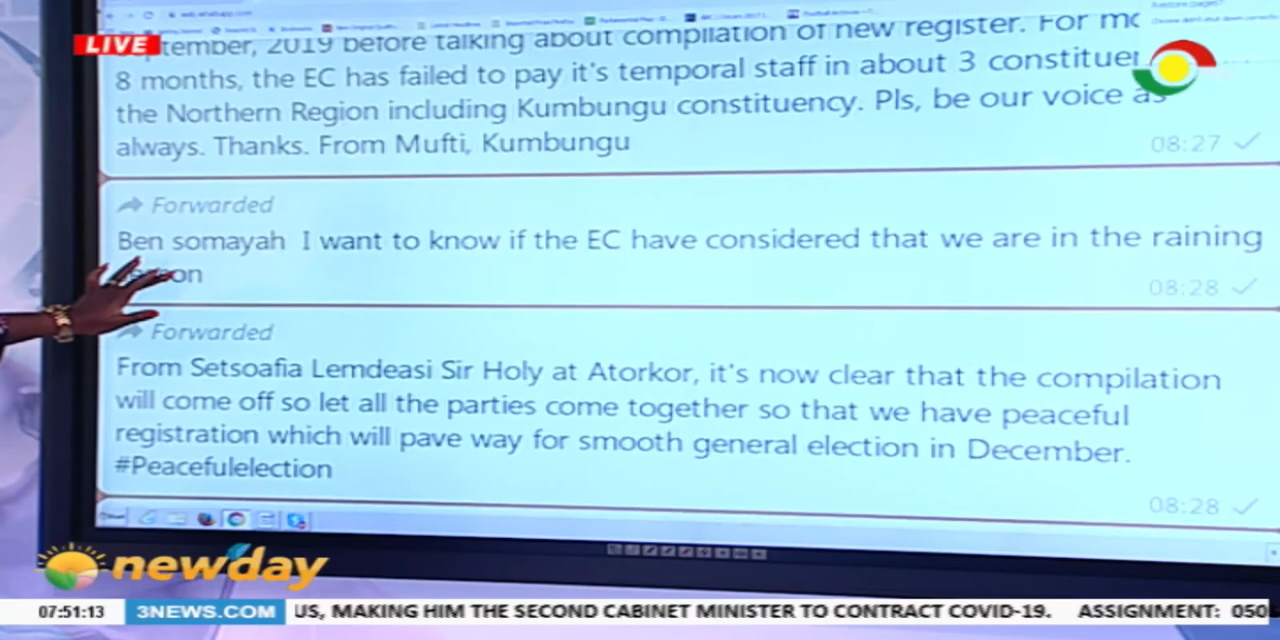 web.whatsapp.com
LIVE
tember, 2019 before talking about compilation of new register. For mo
8 months, the EC has failed to pay it's temporal staff in about 3 constituen
the Northern Region including Kumbungu constituency. Pls, be our voice as
always. Thanks. From Mufti, Kumbungu
08:27
Forwarded
Ben somayah I want to know if the EC have considered that we are in the raining
on
08:28
Forwarded
From Setsoafia Lemdeasi Sir Holy at Atorkor, it's now clear that the compilation
will come off so let all the parties come together so that we have peaceful
registration which will pave way for smooth general election in December.
#Peacefulelection
08:28
newday
07:51:13 3NEWS.COM US, MAKING HIM THE SECOND CABINET MINISTER TO CONTRACT COVID-19. ASSIGNMENT: 050